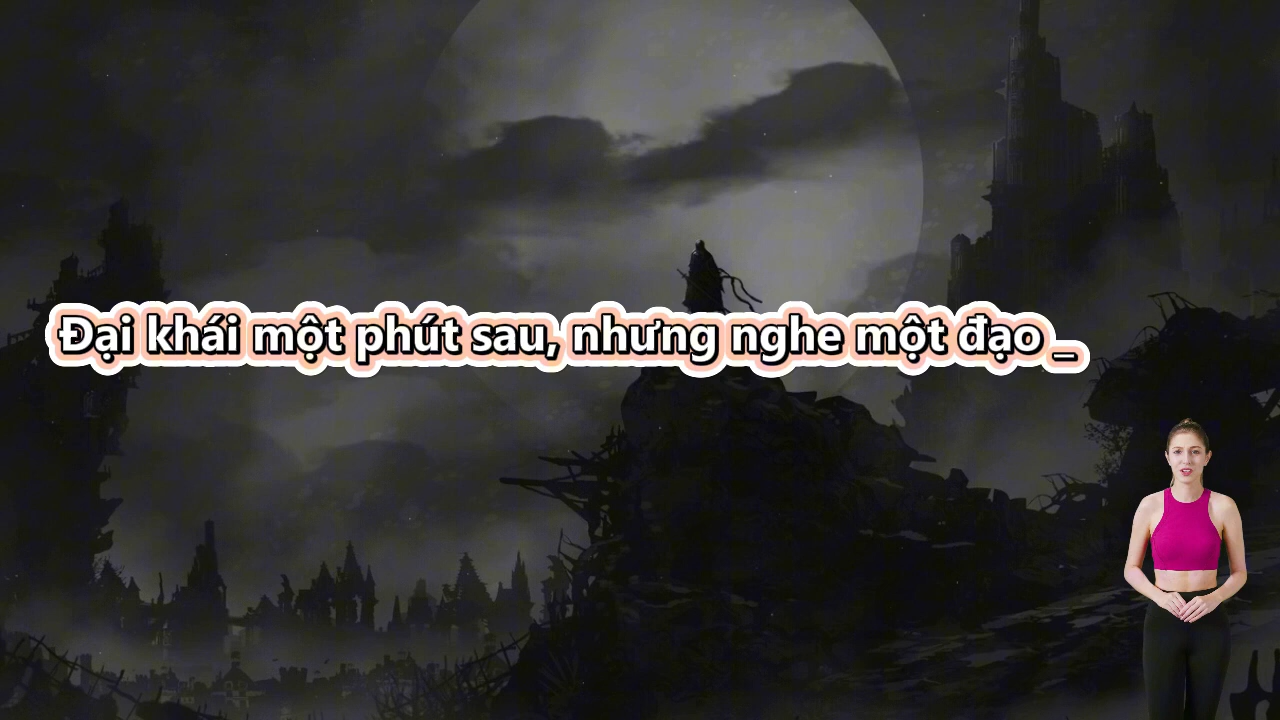 Đại khái một phút sau, nhưng nghe một đạo _